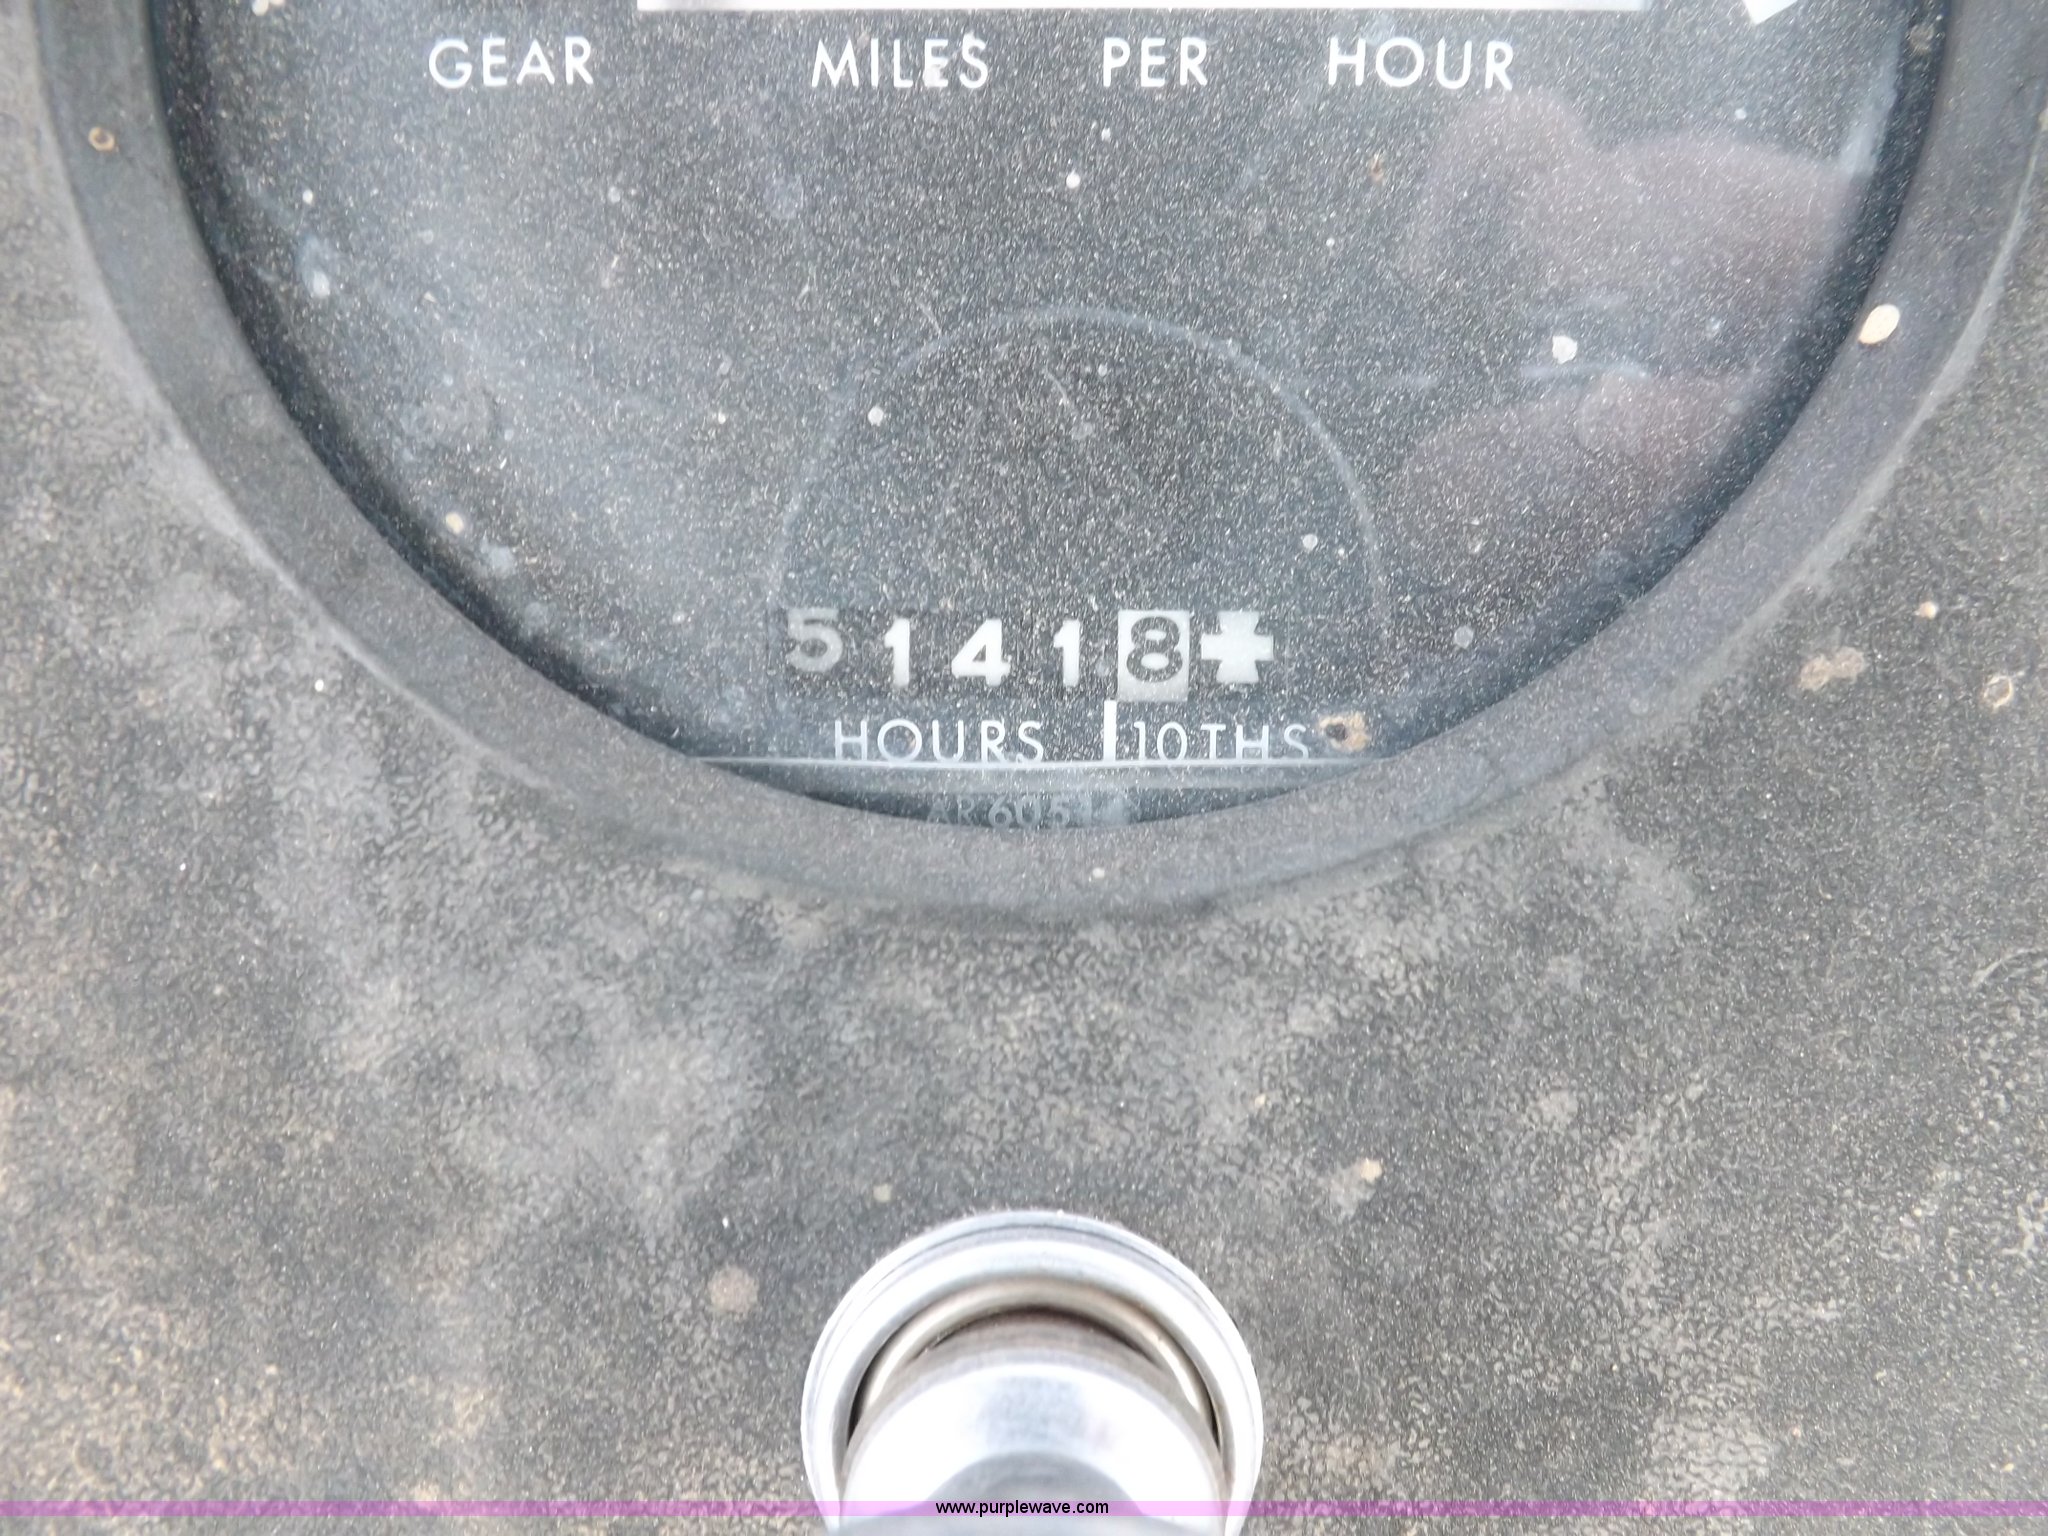 GEAR MILES PER HOUR
51418
HOURS 10THS
www.purplewave.com